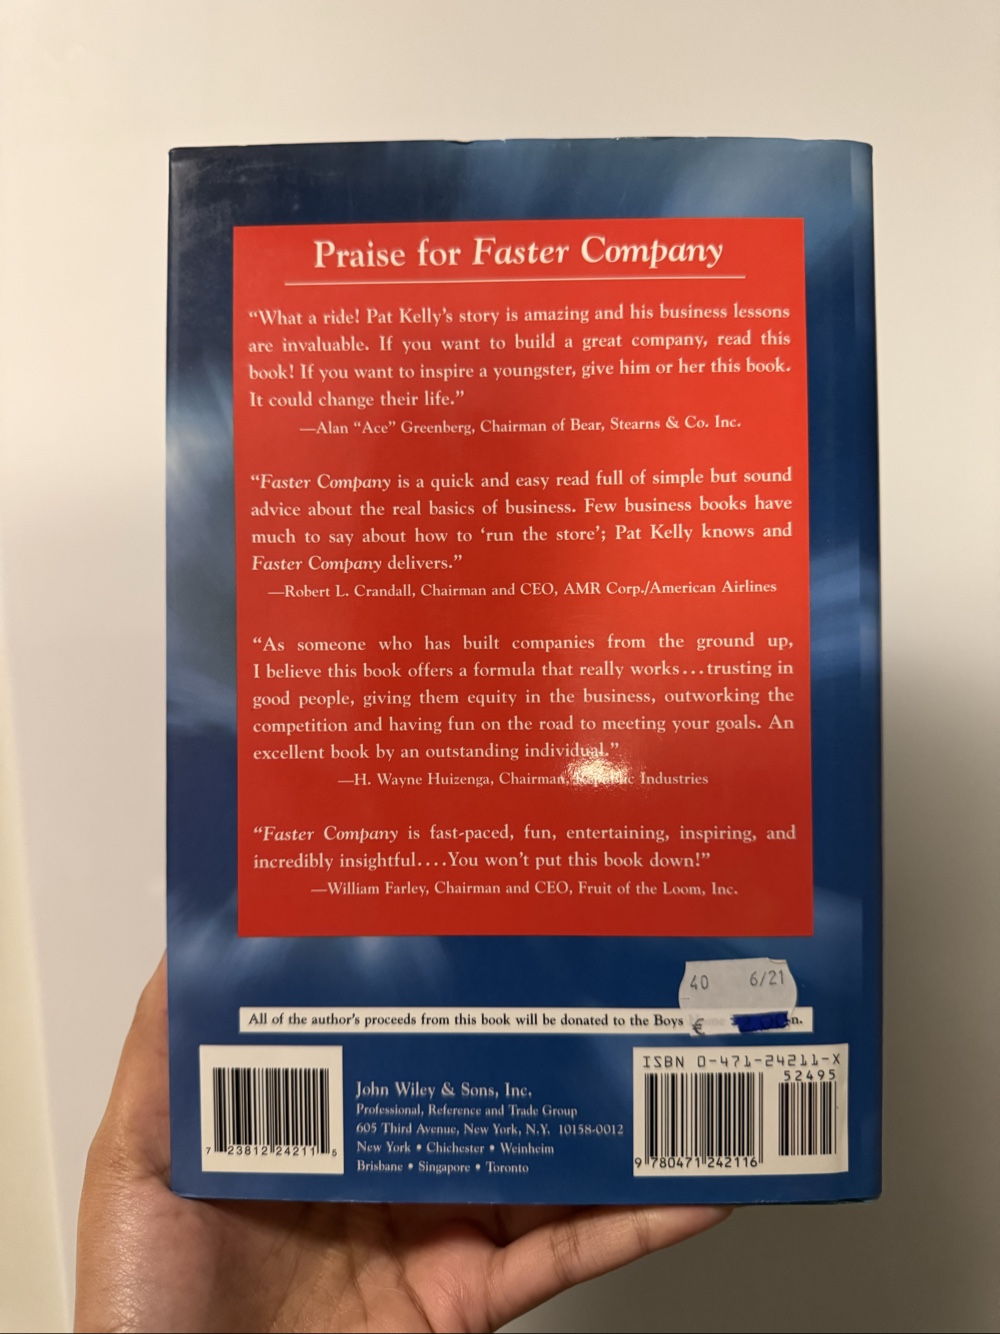 Praise for Faster Company
“What a ride! Pat Kelly’s story is amazing and his business lessons
are invaluable. If you want to build a great company, read this
book! If you want to inspire a youngster, give him or her this book.
It could change their life.”
—Alan “Ace” Greenberg, Chairman of Bear, Stearns & Co. Inc.
“Faster Company is a quick and easy read full of simple but sound
advice about the real basics of business. Few business books have
much to say about how to ‘run the store’; Pat Kelly knows and
Faster Company delivers.”
—Robert L. Crandall, Chairman and CEO, AMR Corp./American Airlines
“As someone who has built companies from the ground up,
I believe this book offers a formula that really works...trusting in
good people, giving them equity in the business, outworking the
competition and having fun on the road to meeting your goals. An
excellent book by an outstanding individual.”
—H. Wayne Huizenga, Chairman, Republic Industries
“Faster Company is fast-paced, fun, entertaining, inspiring, and
incredibly insightful....You won’t put this book down!”
—William Farley, Chairman and CEO, Fruit of the Loom, Inc.
40 6/21
€
All of the author’s proceeds from this book will be donated to the Boys
John Wiley & Sons, Inc.
Professional, Reference and Trade Group
605 Third Avenue, New York, N.Y. 10158-0012
New York • Chichester • Weinheim
Brisbane • Singapore • Toronto
7 23812 24211 5
ISBN 0-471-24211-X
52495
9 780471 242116